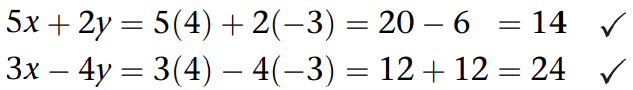 5x + 2y = 5(4) + 2(−3) = 20 − 6 = 14 ✓
3x − 4y = 3(4) − 4(−3) = 12 + 12 = 24 ✓